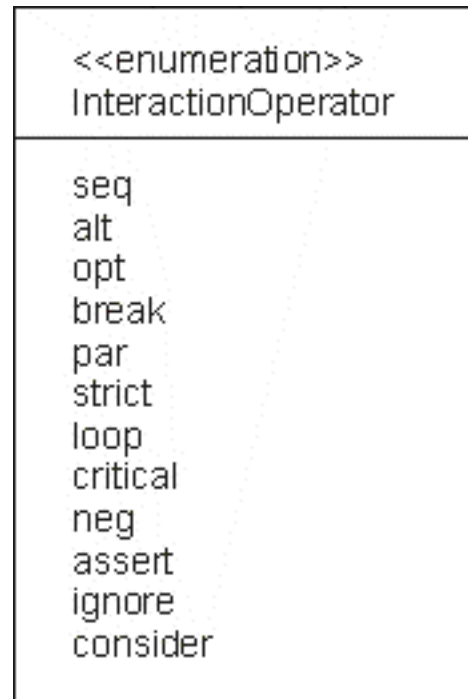 <<enumeration>>
InteractionOperator
seq
alt
opt
break
par
strict
loop
critical
neg
assert
ignore
consider